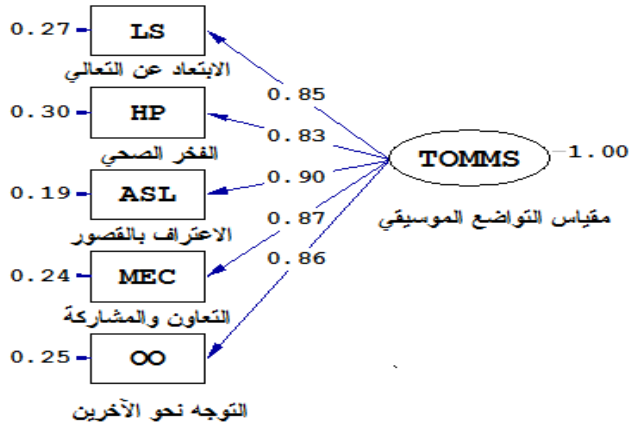 0.27 LS
الابتعاد عن التعالي
0.30 HP
الفخر الصحي
0.19 ASL
الاعتراف بالقصور
0.24 MEC
التعاون والمشاركة
0.25 ∞
التوجه نحو الآخرين
0.85
0.83
0.90
0.87
0.86
TOMMS 1.00
مقياس التواضع الموسيقي